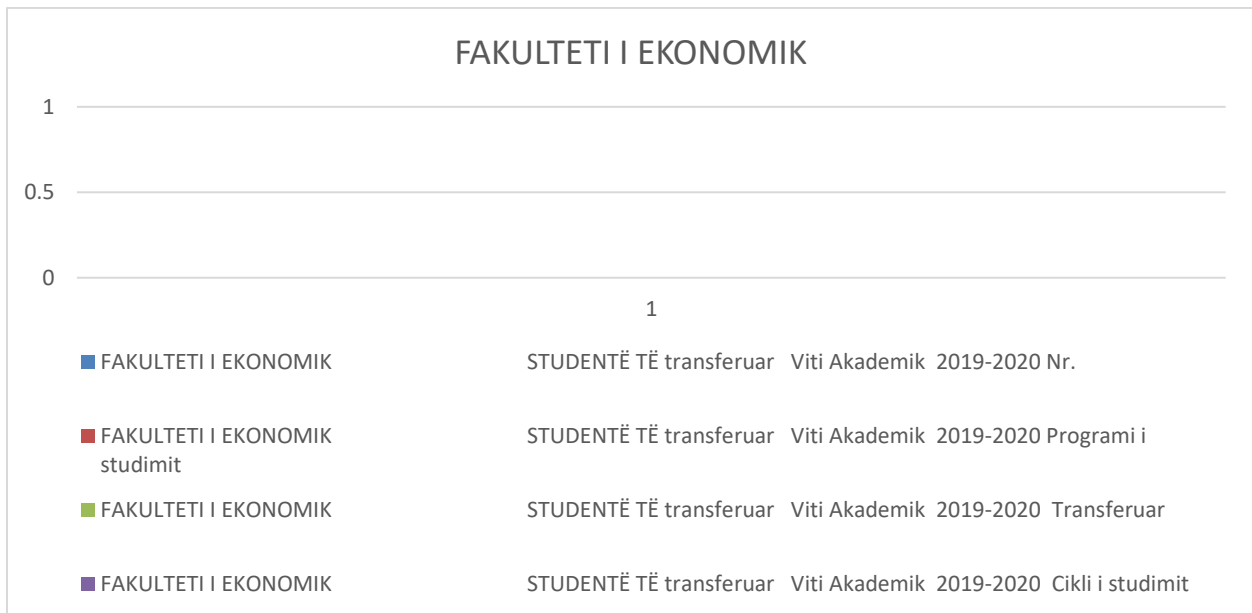 FAKULTETI I EKONOMIK
1
0.5
0
1
FAKULTETI I EKONOMIK STUDENTË TË transferuar Viti Akademik 2019-2020 Nr.
FAKULTETI I EKONOMIK STUDENTË TË transferuar Viti Akademik 2019-2020 Programi i
studimit
FAKULTETI I EKONOMIK STUDENTË TË transferuar Viti Akademik 2019-2020 Transferuar
FAKULTETI I EKONOMIK STUDENTË TË transferuar Viti Akademik 2019-2020 Cikli i studimit